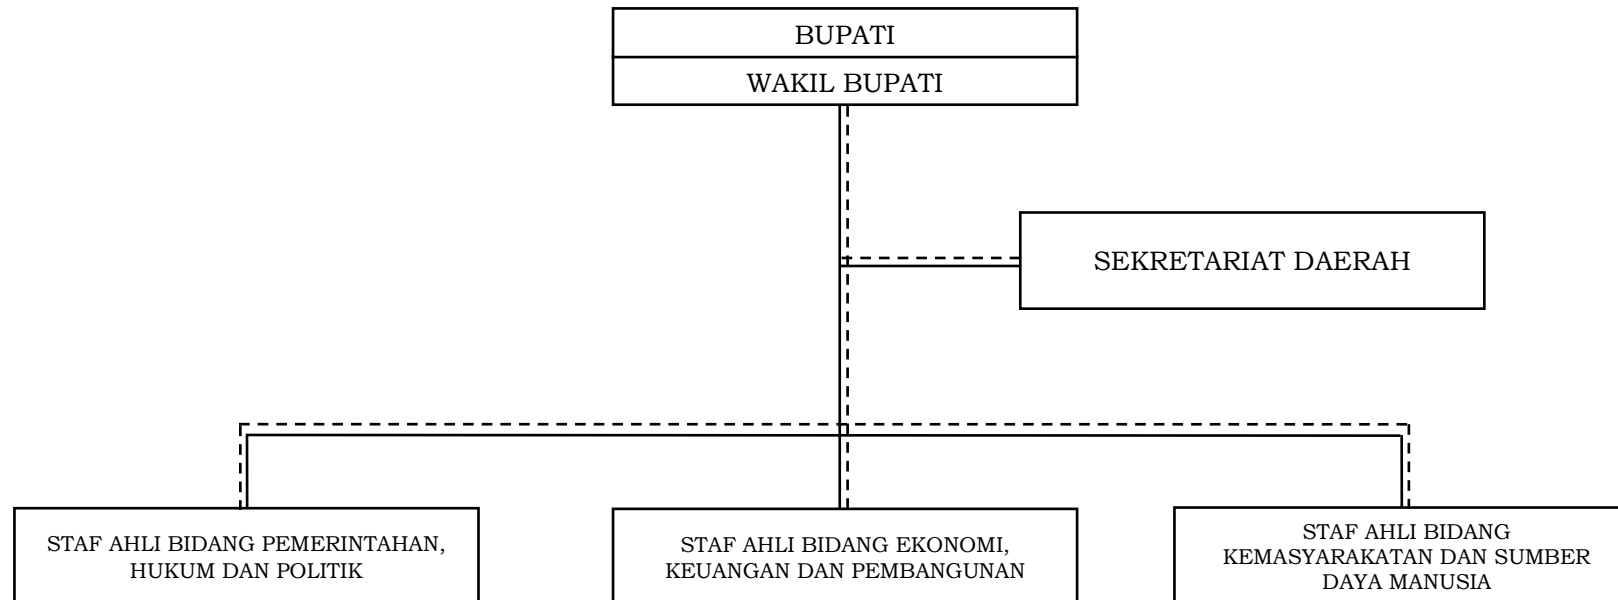 BUPATI
WAKIL BUPATI
SEKRETARIAT DAERAH
STAF AHLI BIDANG PEMERINTAHAN,
HUKUM DAN POLITIK
STAF AHLI BIDANG EKONOMI,
KEUANGAN DAN PEMBANGUNAN
STAF AHLI BIDANG
KEMASYARAKATAN DAN SUMBER
DAYA MANUSIA